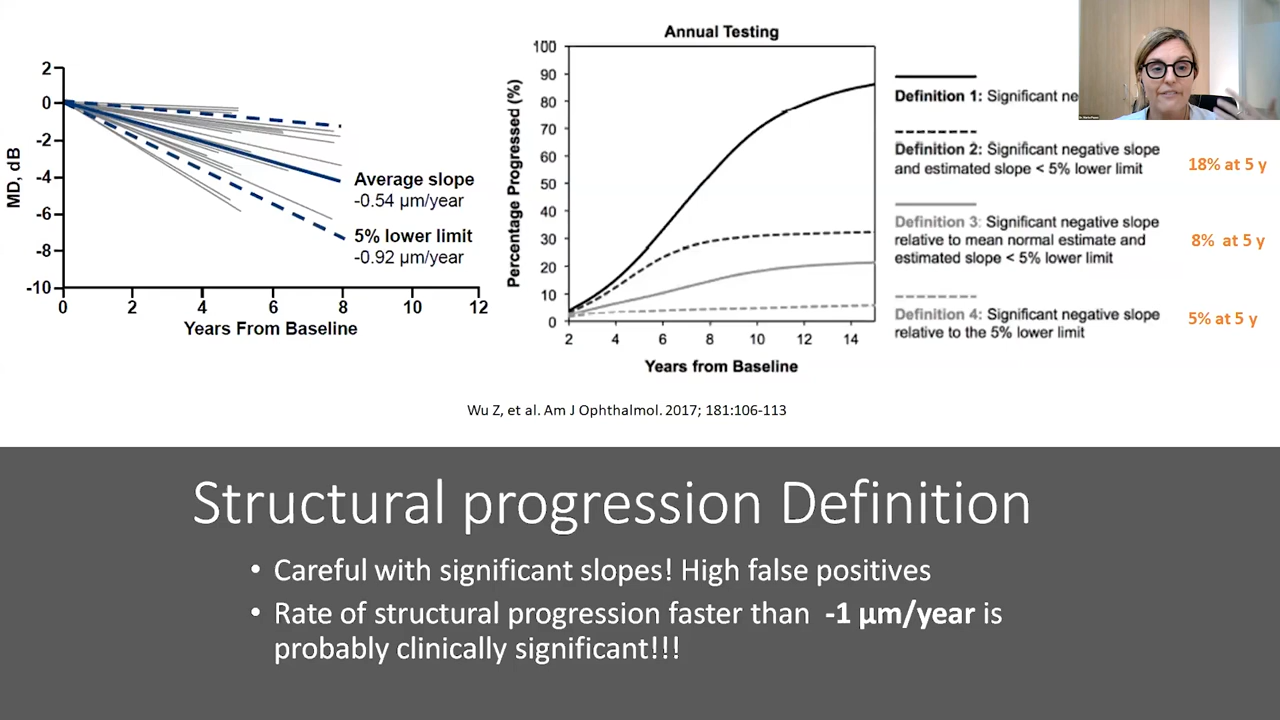 2
0
-2
-4
-6
-8
-10
MD, dB
0
2
4
6
8
10
12
Years From Baseline
Average slope
-0.54 µm/year
5% lower limit
-0.92 µm/year
Annual Testing
Percentage Progressed (%)
100
90
80
70
60
50
40
30
20
10
0
2
4
6
8
10
12
14
Years from Baseline
Definition 1: Significant ne
Definition 2: Significant negative slope
and estimated slope < 5% lower limit
18% at 5 y
Definition 3: Significant negative slope
relative to mean normal estimate and
estimated slope < 5% lower limit
8% at 5 y
Definition 4: Significant negative slope
relative to the 5% lower limit
5% at 5 y
Wu Z, et al. Am J Ophthalmol. 2017; 181:106-113
Structural progression Definition
• Careful with significant slopes! High false positives
• Rate of structural progression faster than -1 µm/year is
probably clinically significant!!!